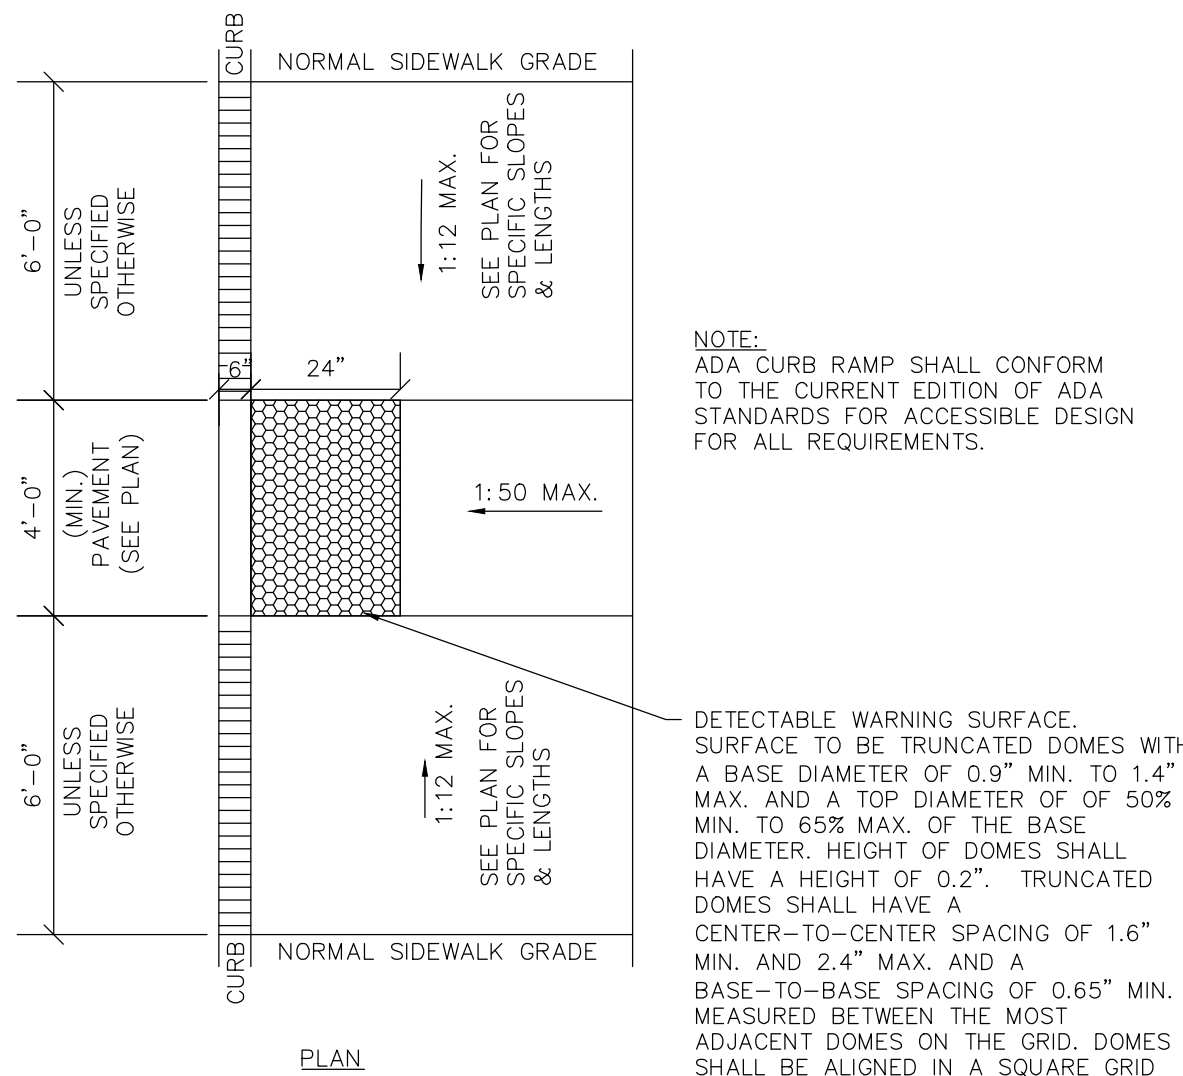 CURB
NORMAL SIDEWALK GRADE
6'-0"
UNLESS
SPECIFIED
OTHERWISE
1:12 MAX.
SEE PLAN FOR
SPECIFIC SLOPES
& LENGTHS
6"
24"
4'-0"
(MIN.)
PAVEMENT
(SEE PLAN)
1:50 MAX.
6'-0"
UNLESS
SPECIFIED
OTHERWISE
1:12 MAX.
SEE PLAN FOR
SPECIFIC SLOPES
& LENGTHS
CURB
NORMAL SIDEWALK GRADE
PLAN
NOTE:
ADA CURB RAMP SHALL CONFORM
TO THE CURRENT EDITION OF ADA
STANDARDS FOR ACCESSIBLE DESIGN
FOR ALL REQUIREMENTS.
DETECTABLE WARNING SURFACE.
SURFACE TO BE TRUNCATED DOMES WITH
A BASE DIAMETER OF 0.9" MIN. TO 1.4"
MAX. AND A TOP DIAMETER OF OF 50%
MIN. TO 65% MAX. OF THE BASE
DIAMETER. HEIGHT OF DOMES SHALL
HAVE A HEIGHT OF 0.2". TRUNCATED
DOMES SHALL HAVE A
CENTER-TO-CENTER SPACING OF 1.6"
MIN. AND 2.4" MAX. AND A
BASE-TO-BASE SPACING OF 0.65" MIN.
MEASURED BETWEEN THE MOST
ADJACENT DOMES ON THE GRID. DOMES
SHALL BE ALIGNED IN A SQUARE GRID